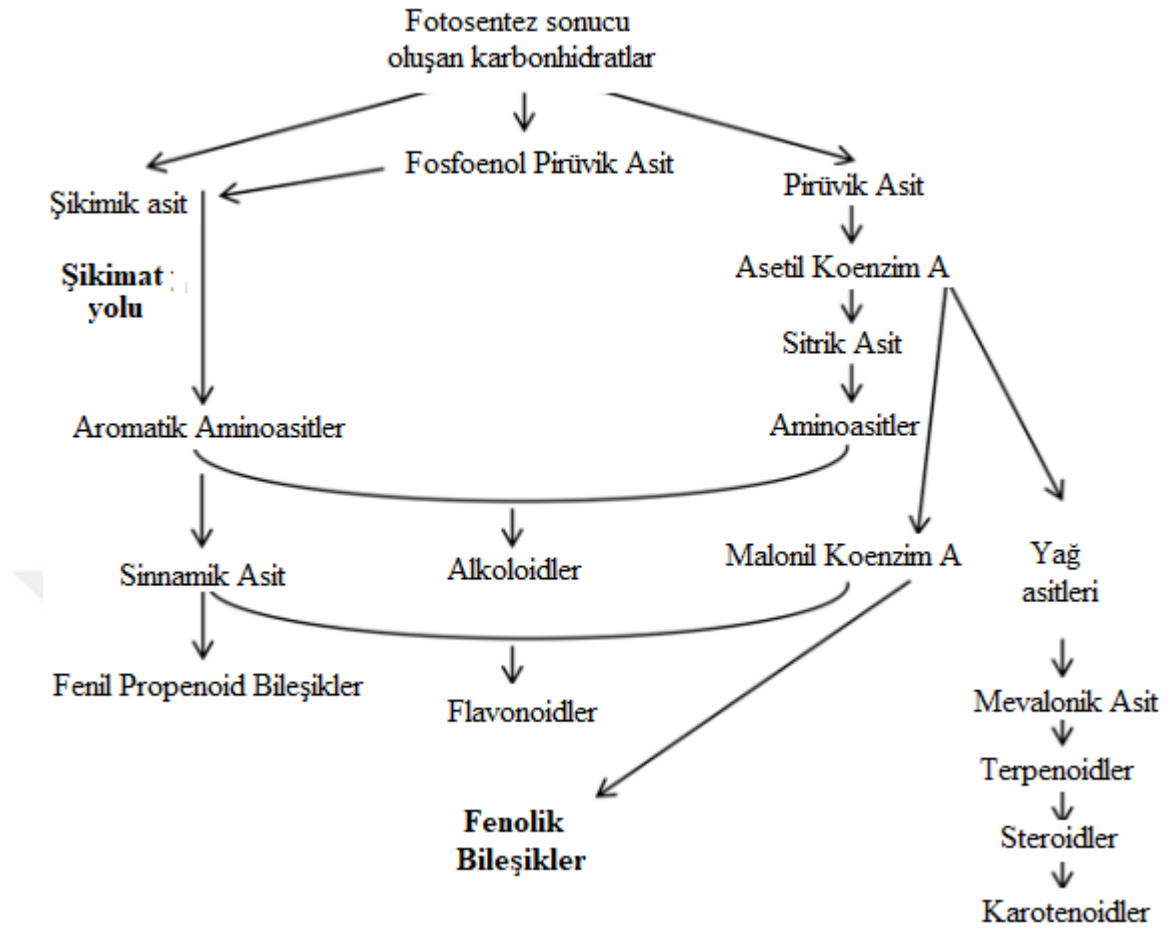 Fotosentez sonucu
oluşan karbonhidratlar
Fosfoenol Pirüvik Asit
Pirüvik Asit
Şikimik asit
Asetil Koenzim A
Şikimat
yolu
Sitrik Asit
Aromatik Aminoasitler
Aminoasitler
Sinnamik Asit
Alkoloidler
Malonil Koenzim A
Yağ
asitleri
Fenil Propenoid Bileşikler
Flavonoidler
Mevalonik Asit
Terpenoidler
Fenolik
Bileşikler
Steroidler
Karotenoidler